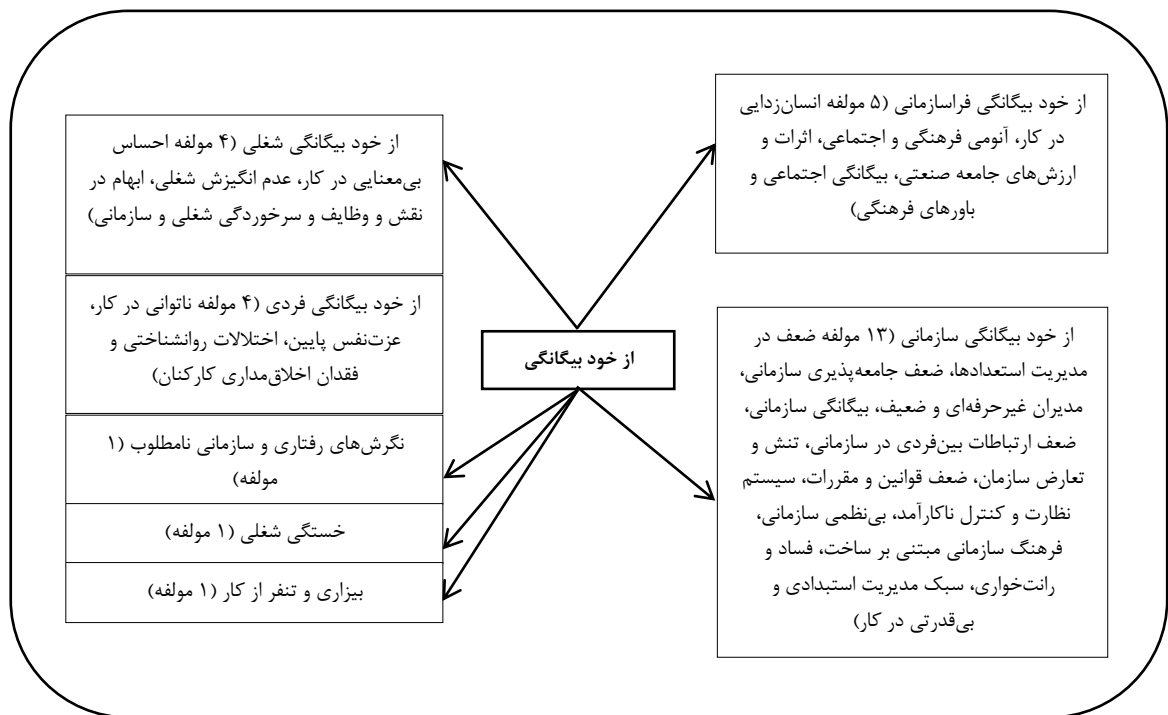 از خود بیگانگی فراسازمانی (۵ مولفه انسان‌زدایی
در کار، آنومی فرهنگی و اجتماعی، اثرات و
ارزش‌های جامعه صنعتی، بیگانگی اجتماعی و
باورهای فرهنگی)
از خود بیگانگی سازمانی (۱۳ مولفه ضعف در
مدیریت استعدادها، ضعف جامعه‌پذیری سازمانی،
مدیران غیرحرفه‌ای و ضعیف، بیگانگی سازمانی،
ضعف ارتباطات بین‌فردی در سازمانی، تنش و
تعارض سازمان، ضعف قوانین و مقررات، سیستم
نظارت و کنترل ناکارآمد، بی‌نظمی سازمانی،
فرهنگ سازمانی مبتنی بر ساخت، فساد و
رانت‌خواری، سبک مدیریت استبدادی و
بی‌قدرتی در کار)
از خود بیگانگی
از خود بیگانگی شغلی (۴ مولفه احساس
بی‌معنایی در کار، عدم انگیزش شغلی، ابهام در
نقش و وظایف و سرخوردگی شغلی و سازمانی)
از خود بیگانگی فردی (۴ مولفه ناتوانی در کار،
عزت‌نفس پایین، اختلالات روانشناختی و
فقدان اخلاق‌مداری کارکنان)
نگرش‌های رفتاری و سازمانی نامطلوب (۱
مولفه)
خستگی شغلی (۱ مولفه)
بیزاری و تنفر از کار (۱ مولفه)